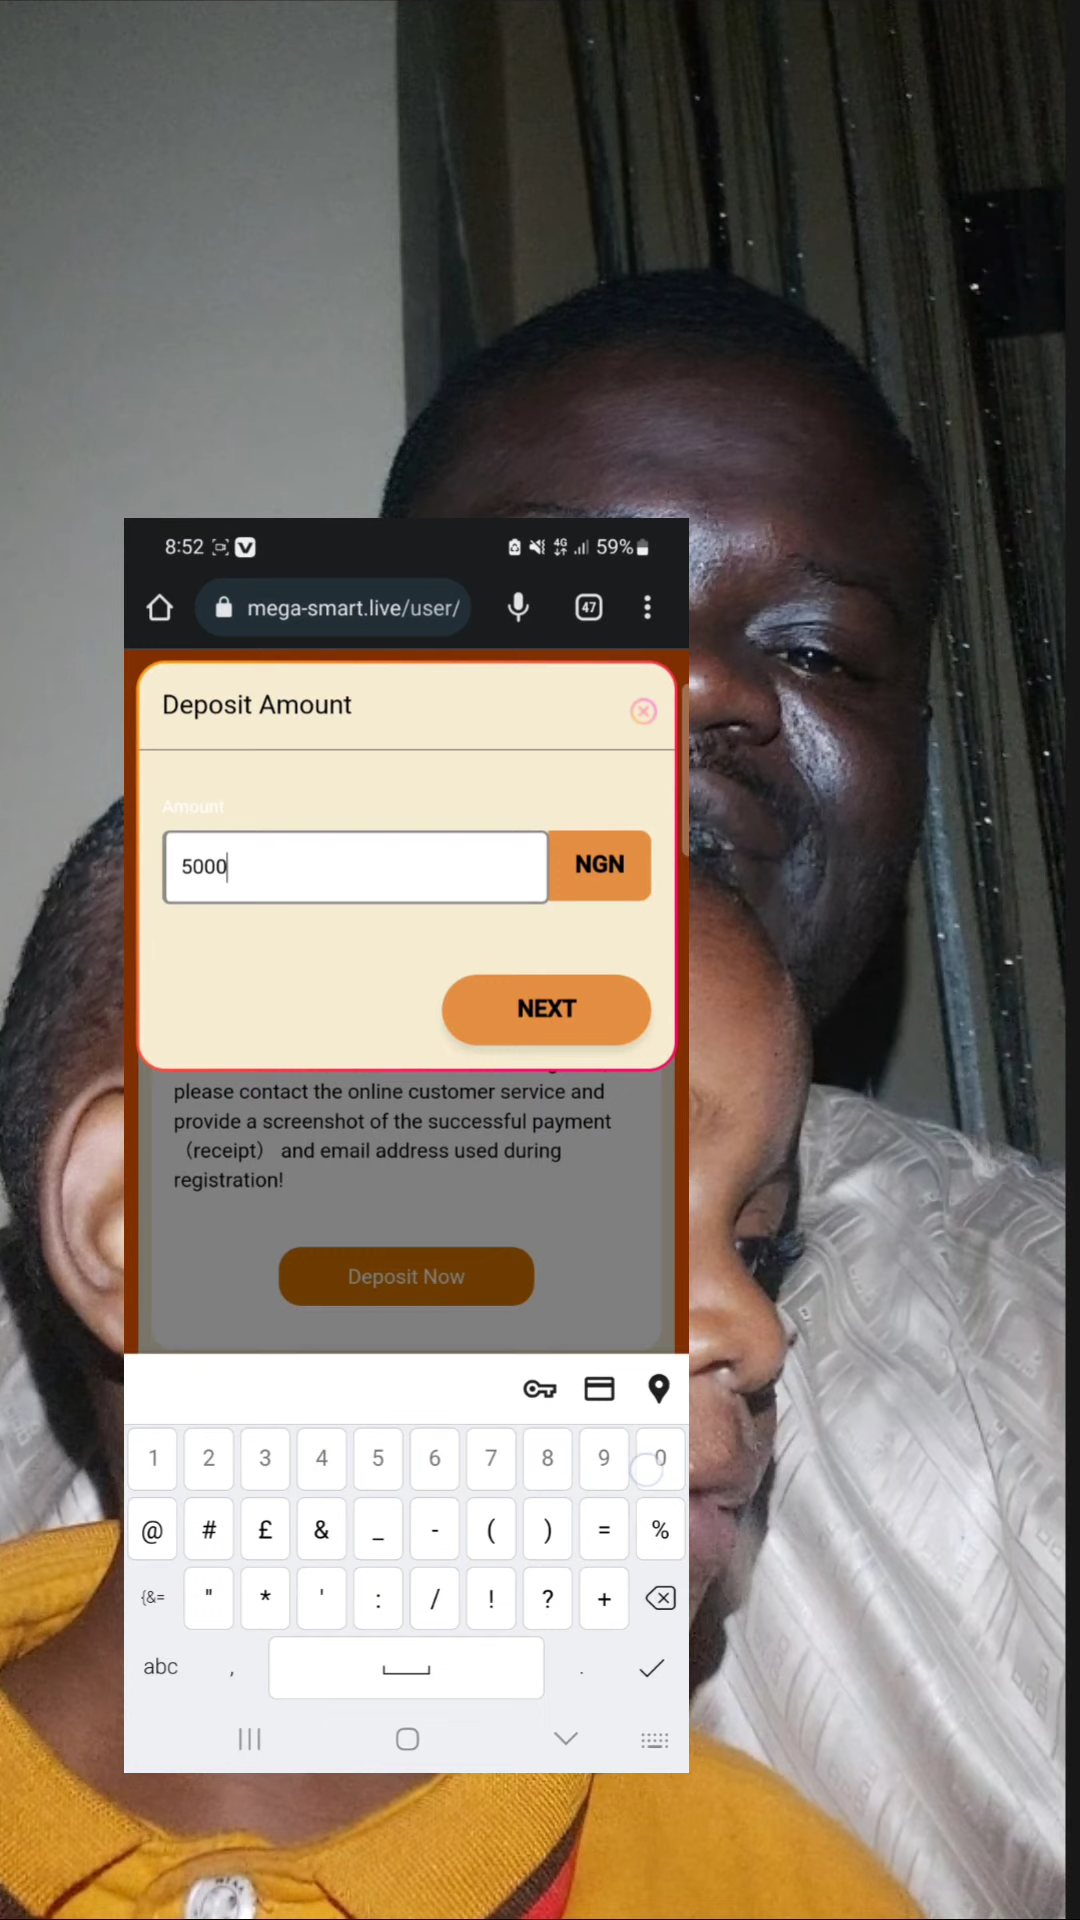 8:52 4G 59%
mega-smart.live/user/ 47
Deposit Amount
Amount
5000 NGN
NEXT
please contact the online customer service and
provide a screenshot of the successful payment
（receipt） and email address used during
registration!
Deposit Now
1 2 3 4 5 6 7 8 9 0
@ # £ & _ - ( ) = %
{&= " * ' : / ! ? +
abc , .